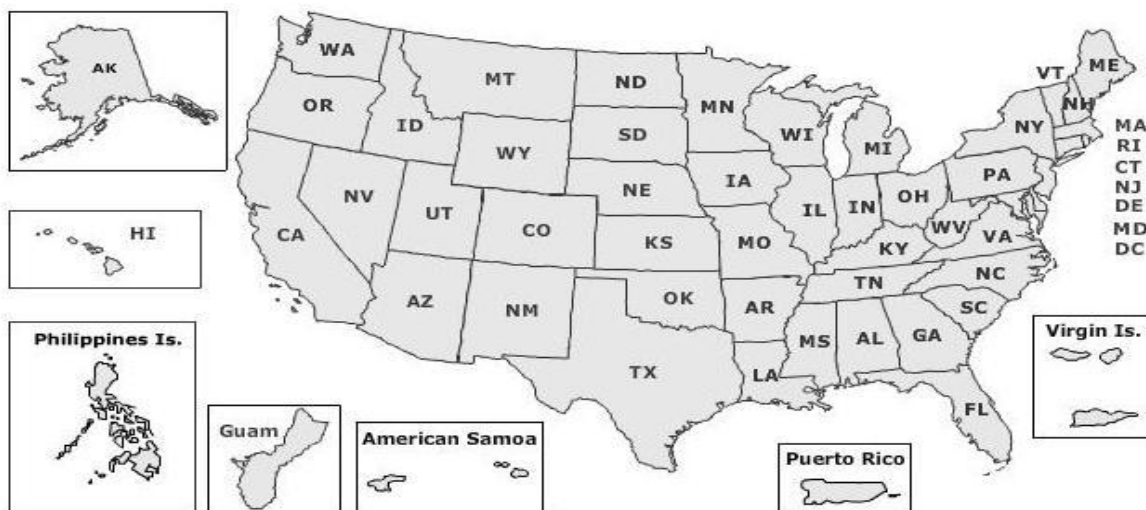 AK
HI
Philippines Is.
Guam
American Samoa
Puerto Rico
Virgin Is.
WA
MT
ND
MN
OR
ID
WY
SD
WI
MI
NY
VT
NH
ME
MA
RI
CT
NJ
DE
MD
DC
CA
NV
UT
CO
NE
IA
IL
IN
OH
PA
KS
MO
KY
WV
VA
AZ
NM
OK
AR
TN
NC
SC
TX
LA
MS
AL
GA
FL